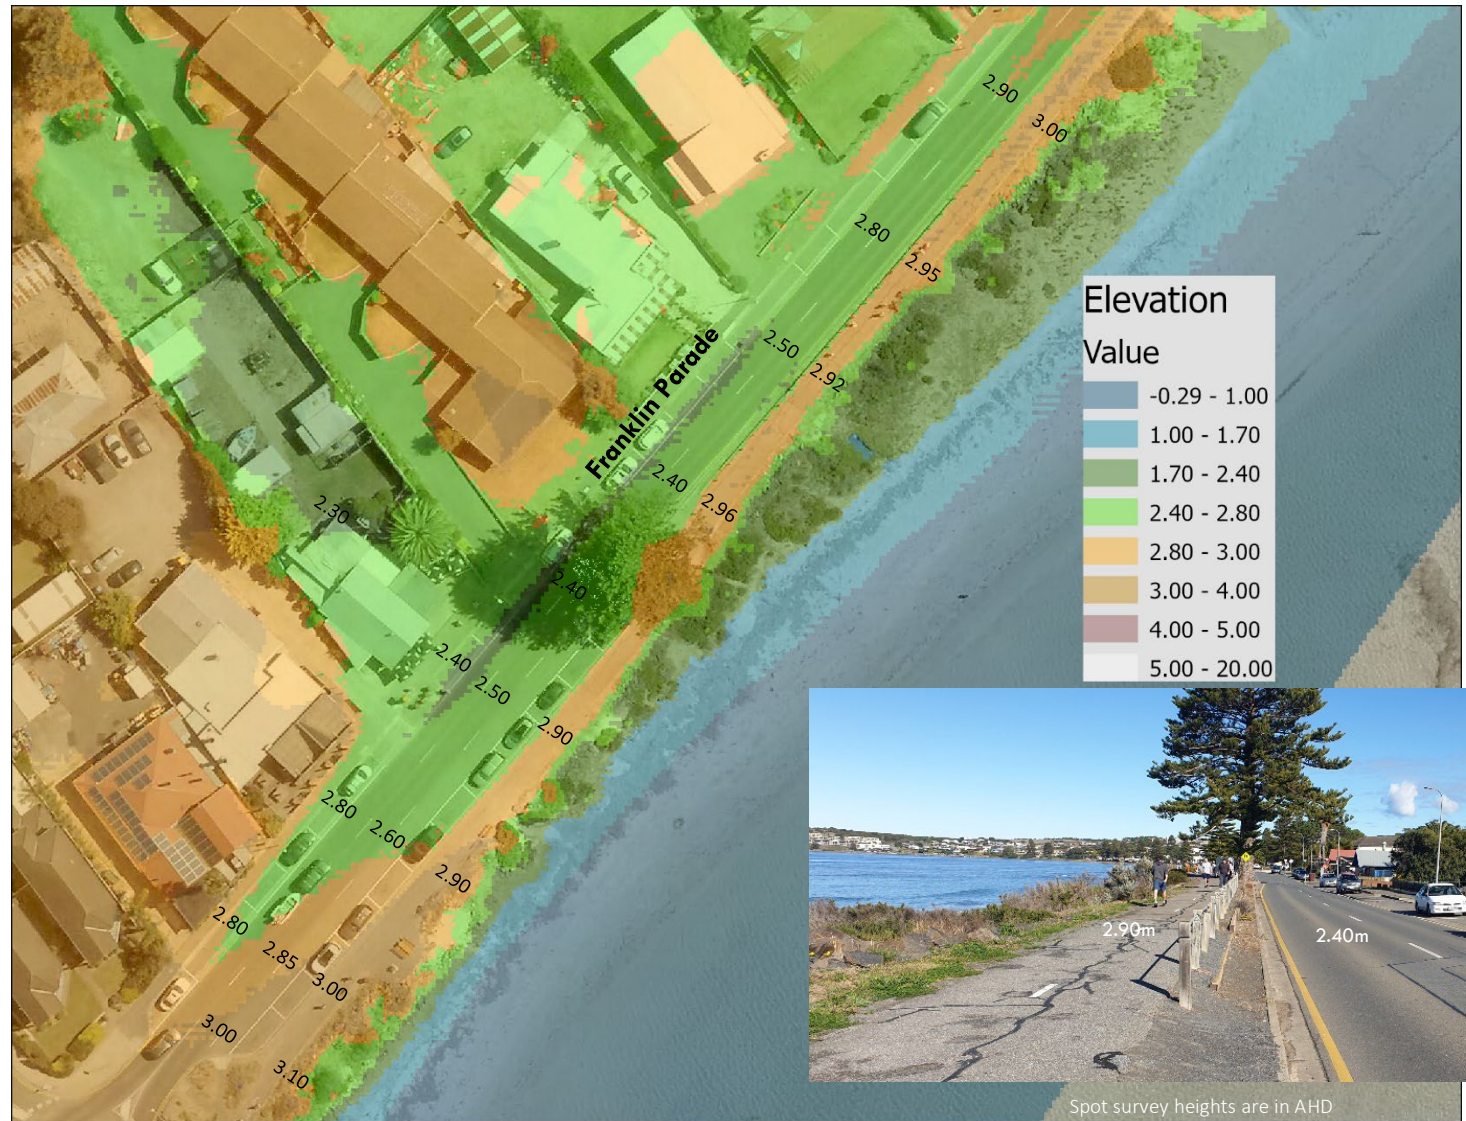 2.90
3.00
2.80
2.95
2.50
2.92
Franklin Parade
2.40
2.96
2.30
2.40
2.40
2.50
2.90
2.80
2.60
2.90
2.80
2.85
3.00
3.00
3.10
Elevation
Value
-0.29 - 1.00
1.00 - 1.70
1.70 - 2.40
2.40 - 2.80
2.80 - 3.00
3.00 - 4.00
4.00 - 5.00
5.00 - 20.00
2.90m
2.40m
Spot survey heights are in AHD